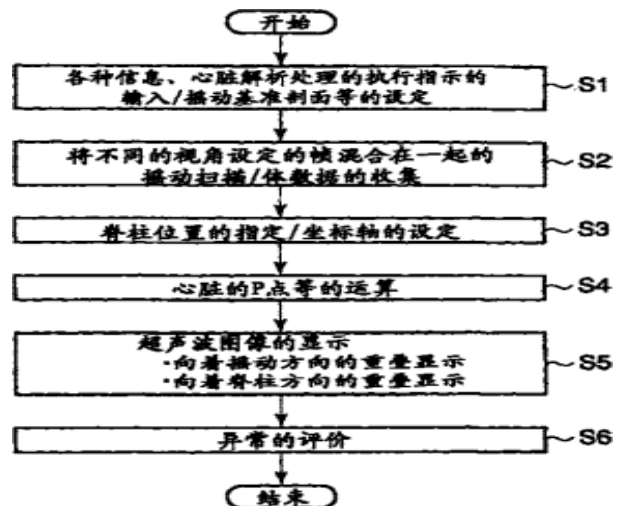 开始
各种信息、心脏解析处理的执行指示的
输入/摇动基准剖面等的设定
S1
将不同的视角设定的帧混合在一起的
摇动扫描/体数据的收集
S2
脊柱位置的指定/坐标轴的设定
S3
心脏的P点等的运算
S4
超声波图像的显示
·向着摇动方向的重叠显示
·向着脊柱方向的重叠显示
S5
异常的评价
S6
结束